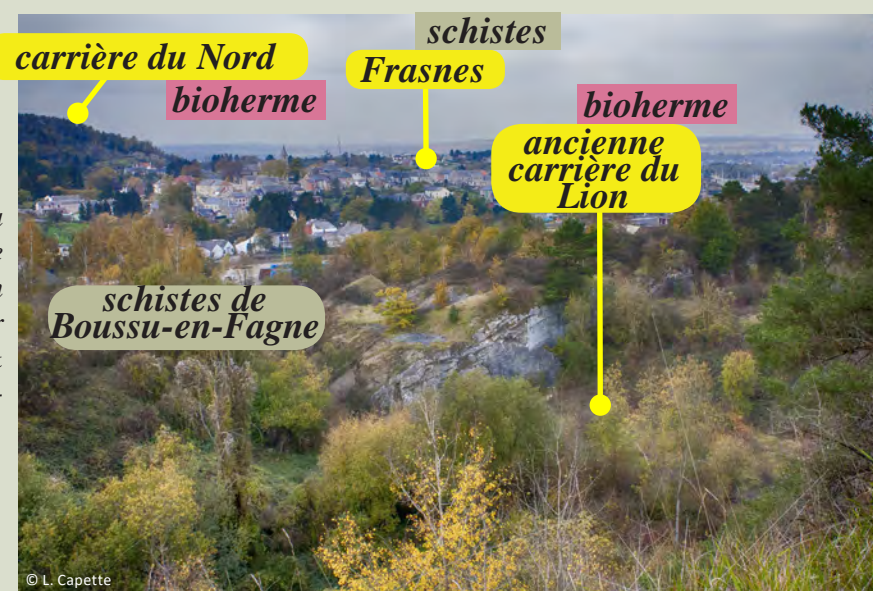 schistes
carrière du Nord
Frasnes
bioherme
bioherme
ancienne
carrière du
Lion
schistes de
Boussu-en-Fagne
© L. Capette